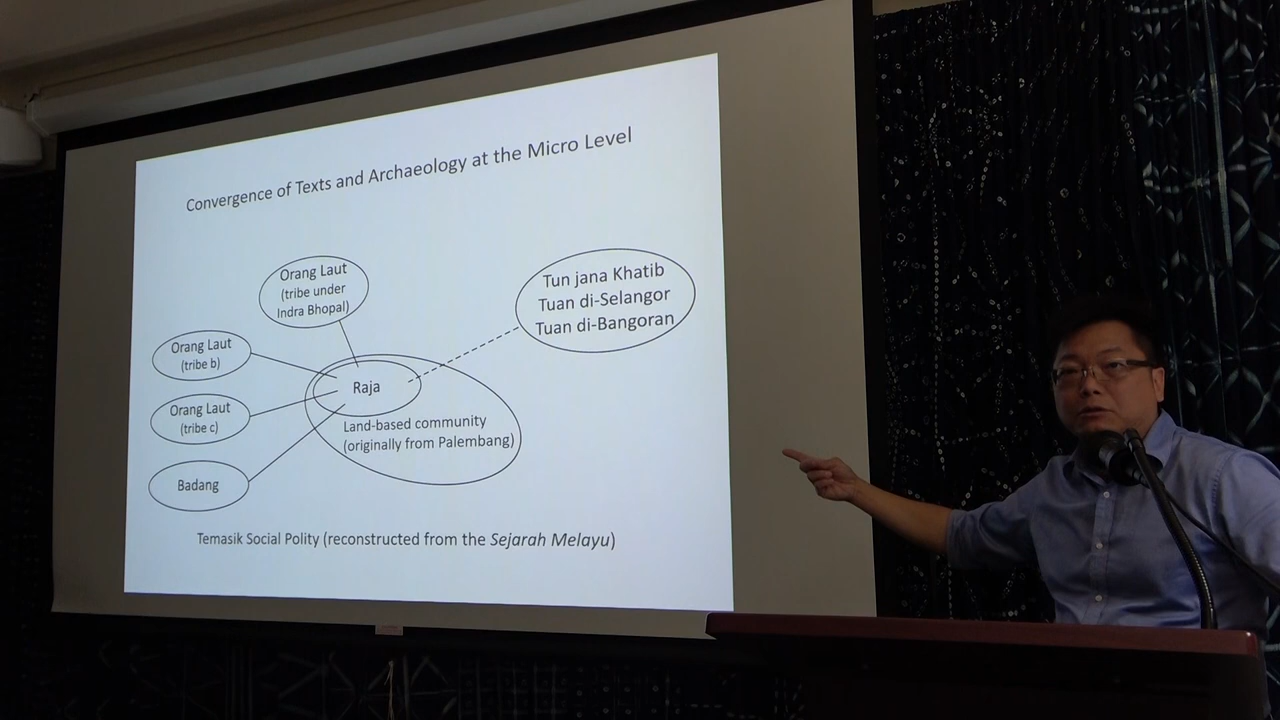 Convergence of Texts and Archaeology at the Micro Level
Orang Laut
(tribe under
Indra Bhopal)
Tun jana Khatib
Tuan di-Selangor
Tuan di-Bangoran
Orang Laut
(tribe b)
Raja
Orang Laut
(tribe c)
Land-based community
(originally from Palembang)
Badang
Temasik Social Polity (reconstructed from the Sejarah Melayu)